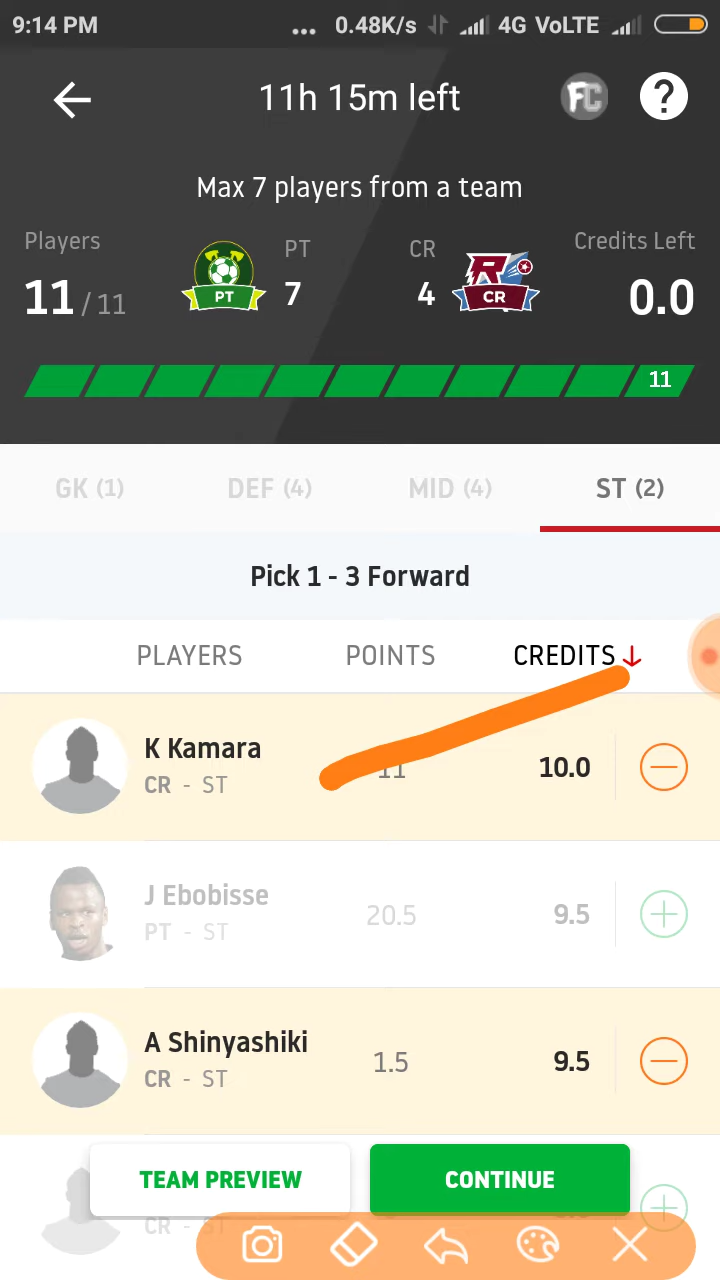 9:14 PM ... 0.48K/s 4G VoLTE
11h 15m left FC ?
Max 7 players from a team
Players PT CR Credits Left
11 / 11 PT 7 4 R CR 0.0
11
GK (1) DEF (4) MID (4) ST (2)
Pick 1 - 3 Forward
PLAYERS POINTS CREDITS↓
K Kamara
CR - ST 11 10.0
J Ebobisse
PT - ST 20.5 9.5
A Shinyashiki
CR - ST 1.5 9.5
TEAM PREVIEW CONTINUE
CR - ST